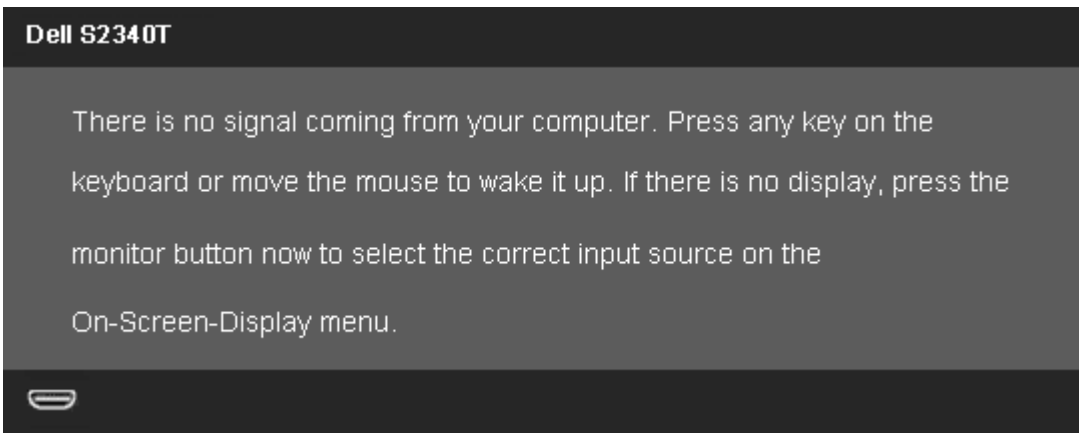 Dell S2340T
There is no signal coming from your computer. Press any key on the
keyboard or move the mouse to wake it up. If there is no display, press the
monitor button now to select the correct input source on the
On-Screen-Display menu.